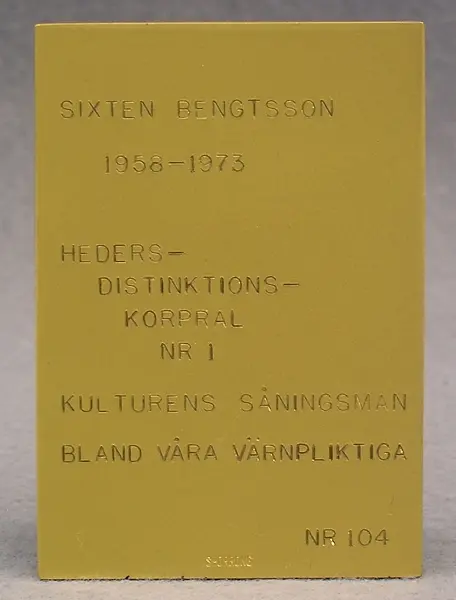 SIXTEN BENGTSSON
1958–1973
HEDERS–
DISTINKTIONS–
KORPRAL
NR 1
KULTURENS SÅNINGSMAN
BLAND VÅRA VÄRNPLIKTIGA
NR 104